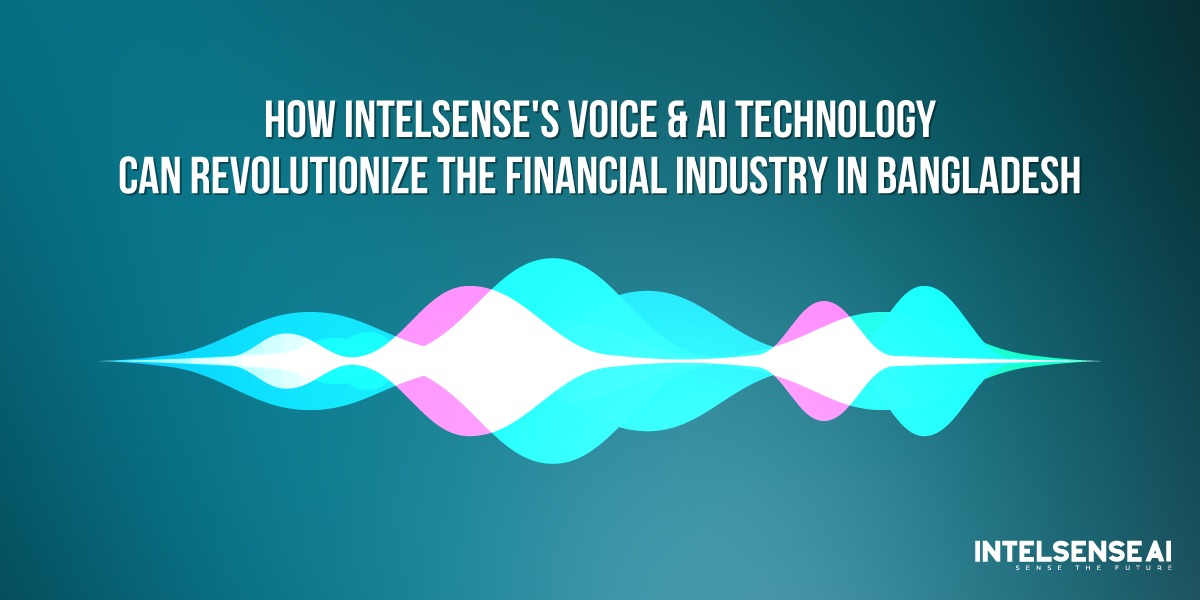 HOW INTELSENSE'S VOICE & AI TECHNOLOGY
CAN REVOLUTIONIZE THE FINANCIAL INDUSTRY IN BANGLADESH
INTELSENSE AI
SENSE THE FUTURE